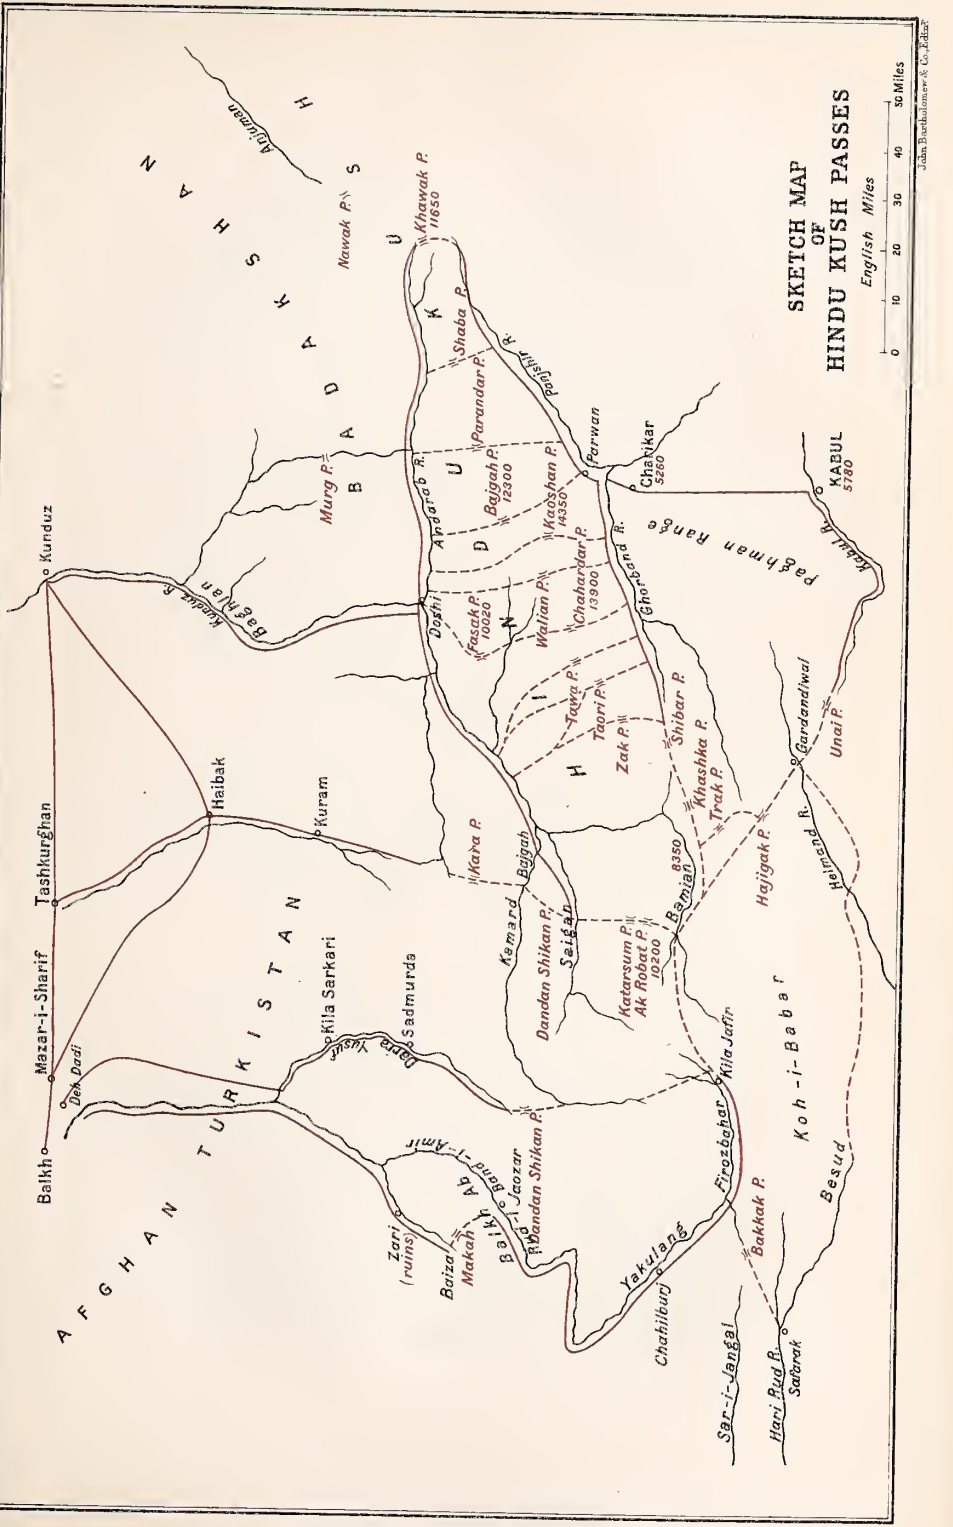 SKETCH MAP
OF
HINDU KUSH PASSES
English Miles
0 10 20 30 40 50 Miles
John Bartholomew & Co., Edinr.
AFGHAN TURKISTAN
BADAKSHAN
HINDU KUSH
Balkh
Mazar-i-Sharif
Deh Dadi
Tashkurghan
Kunduz
Haibak
Kuram
Kunduz R.
Baghlan
Murg P.
Anjuman
Nawak P.
Khawak P.
11650
Shaba P.
Panjshir R.
Parandar P.
Bajgah P.
12300
Kaoshan P.
14350
Andarab R.
Doshi
Fasak P.
10020
Walian P.
Chahardar P.
13900
Parwan
Charikar
5260
Ghorband R.
Paghman Range
KABUL
5780
Kabul R.
Tawa P.
Taori P.
Zak P.
Shibar P.
Khashka P.
Trak P.
Hajigak P.
Unai P.
Gardandiwal
Helmand R.
Kara P.
Bajgah
Kamard
Dandan Shikan P.
Saigan
Katarsum P.
Ak Robat P.
10200
Bamian
8350
Kila Sarkari
Daria Yusuf
Sadmurda
Zari
(ruins)
Baiza
Makah
Balkh Ab
Band-i-Amir
Jaozar
Dandan Shikan P.
Kila Jafir
Firozbahar
Yakulang
Chahilburj
Bakkak P.
Koh-i-Babar
Besud
Sar-i-Jangal
Hari Rud R.
Safarak